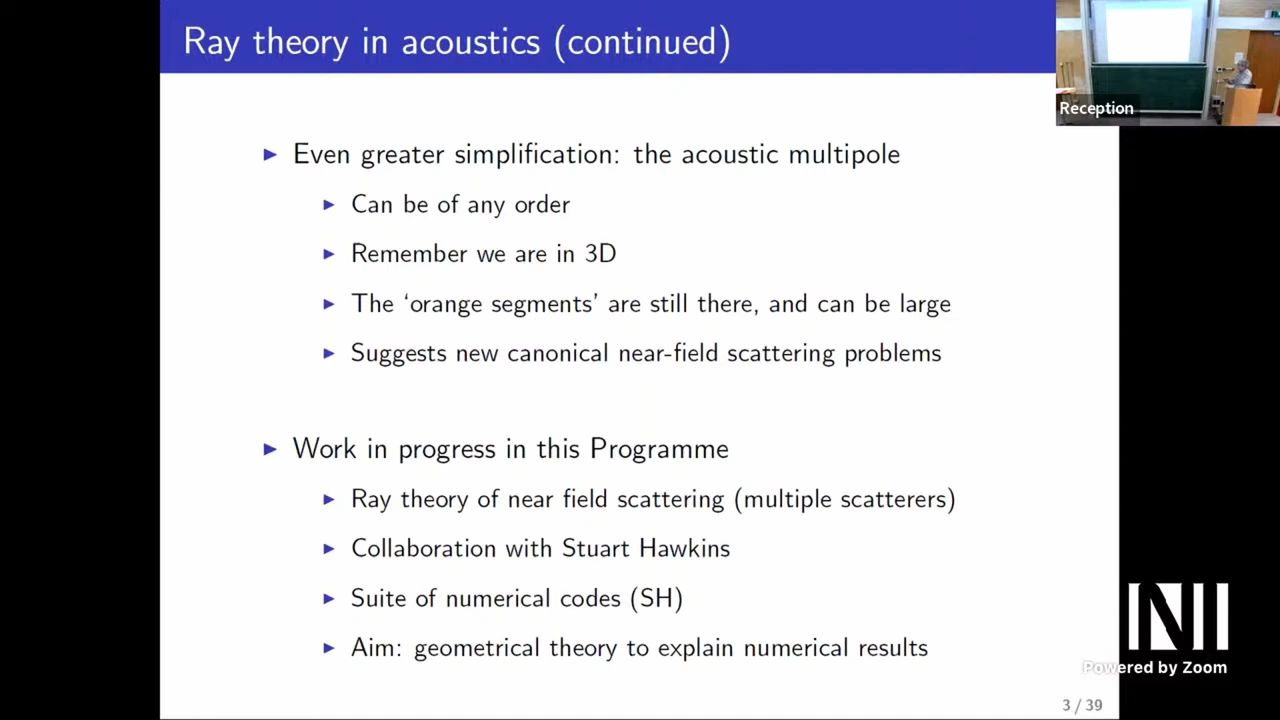 Ray theory in acoustics (continued)
Reception
▶ Even greater simplification: the acoustic multipole
▶ Can be of any order
▶ Remember we are in 3D
▶ The ‘orange segments’ are still there, and can be large
▶ Suggests new canonical near-field scattering problems
▶ Work in progress in this Programme
▶ Ray theory of near field scattering (multiple scatterers)
▶ Collaboration with Stuart Hawkins
▶ Suite of numerical codes (SH)
▶ Aim: geometrical theory to explain numerical results
Powered by Zoom
3 / 39